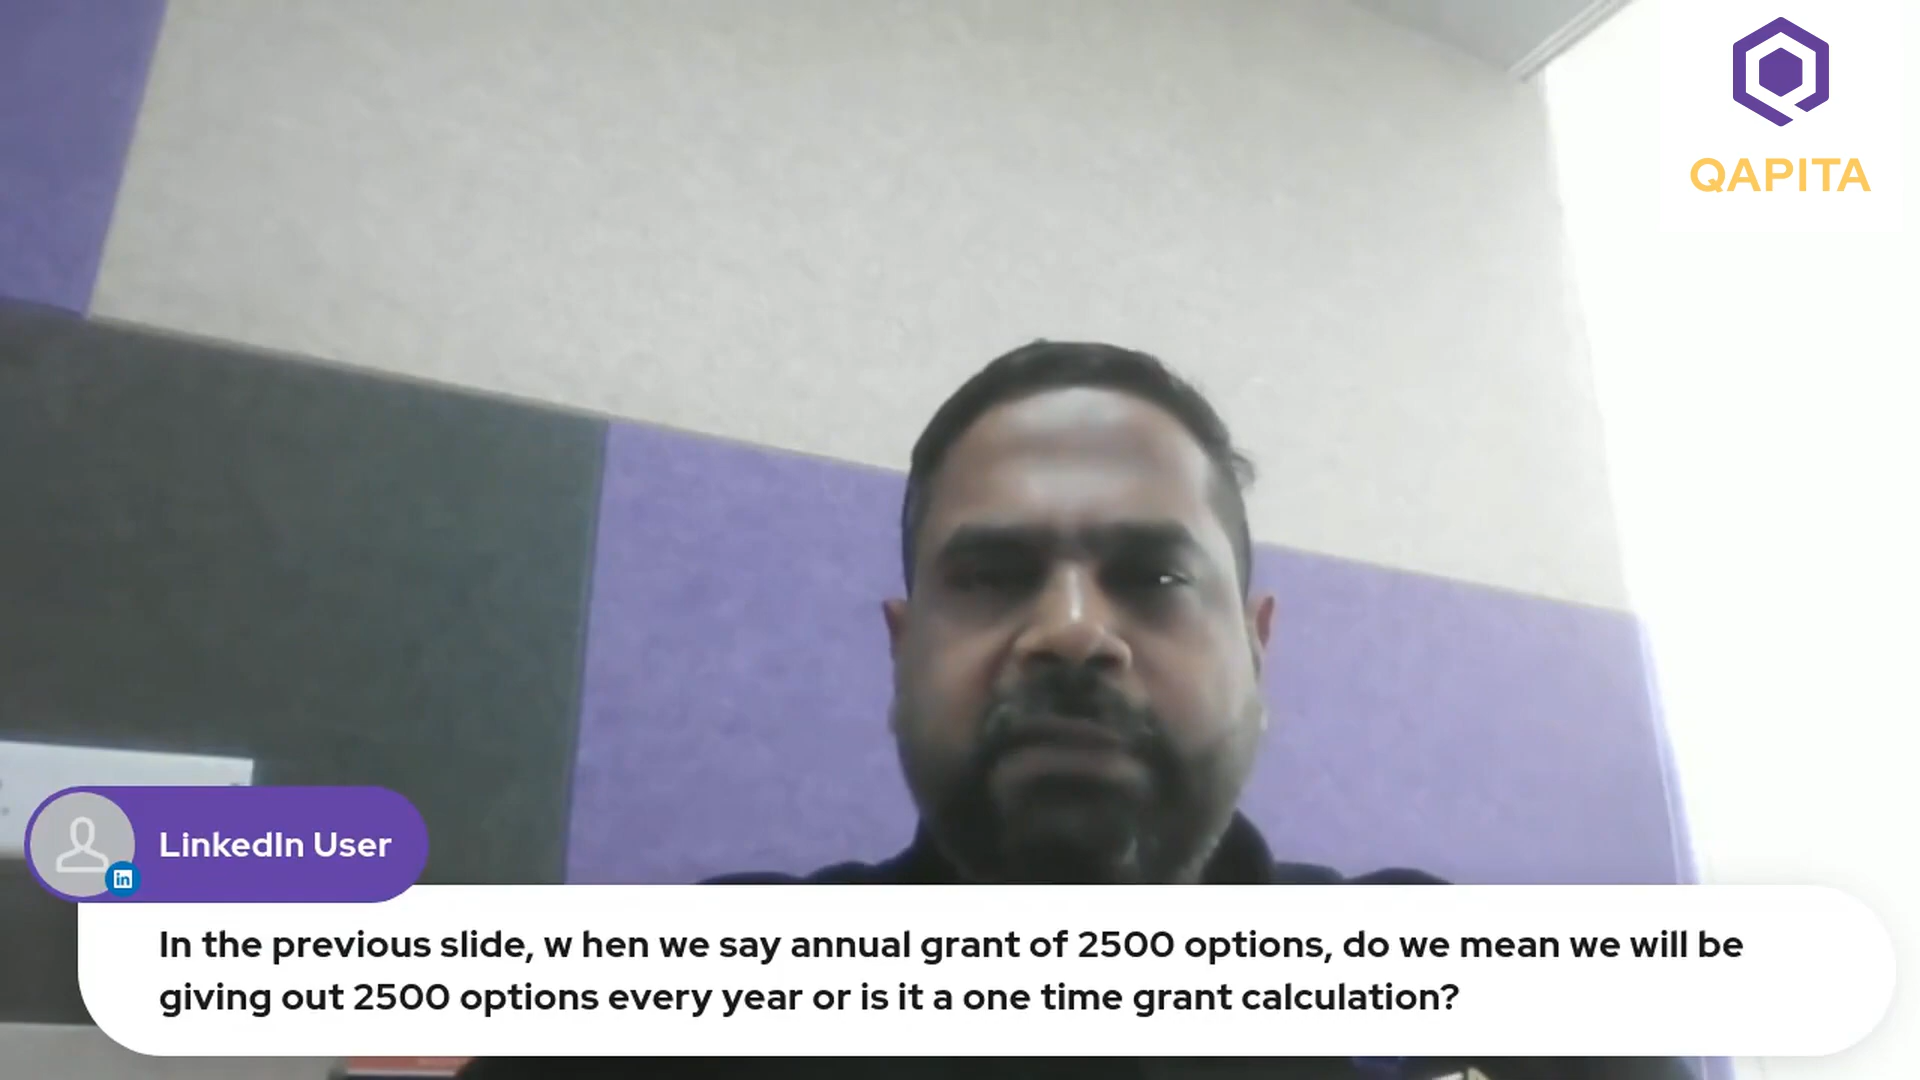 QAPITA
LinkedIn User
in
In the previous slide, w hen we say annual grant of 2500 options, do we mean we will be
giving out 2500 options every year or is it a one time grant calculation?